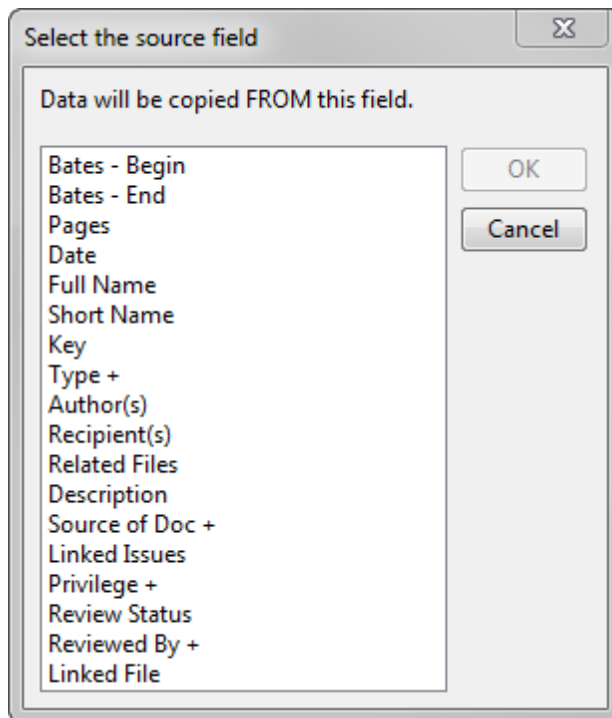 Select the source field
Data will be copied FROM this field.
Bates - Begin
Bates - End
Pages
Date
Full Name
Short Name
Key
Type +
Author(s)
Recipient(s)
Related Files
Description
Source of Doc +
Linked Issues
Privilege +
Review Status
Reviewed By +
Linked File
OK
Cancel